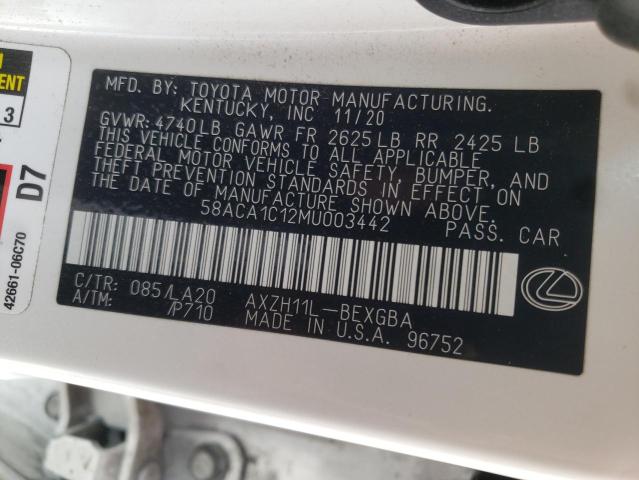 MFD. BY: TOYOTA MOTOR MANUFACTURING.
KENTUCKY, INC 11/20
GVWR: 4740LB GAWR FR 2625LB RR 2425 LB
THIS VEHICLE CONFORMS TO ALL APPLICABLE
FEDERAL MOTOR VEHICLE SAFETY, BUMPER, AND
THEFT PREVENTION STANDARDS IN EFFECT ON
THE DATE OF MANUFACTURE SHOWN ABOVE.
58ACA1C12MU003442 PASS. CAR
C/TR: 085/LA20 AXZH11L-BEXGBA
A/TM: /P710 MADE IN U.S.A. 96752
3
D7
42661-06C70